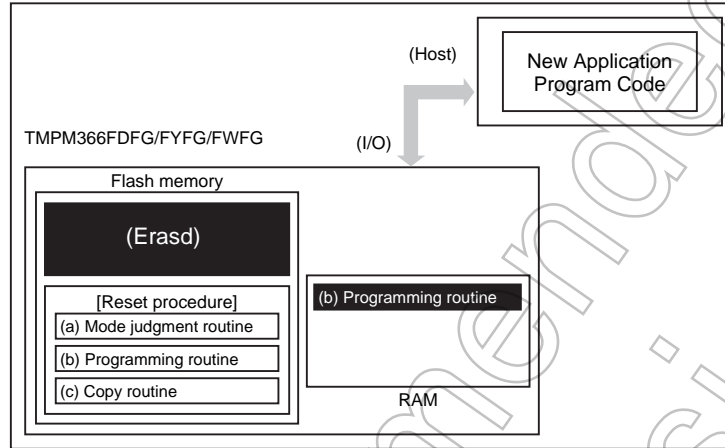 (Host)
New Application
Program Code
TMPM366FDFG/FYFG/FWFG
(I/O)
Flash memory
(Erasd)
[Reset procedure]
(a) Mode judgment routine
(b) Programming routine
(c) Copy routine
(b) Programming routine
RAM